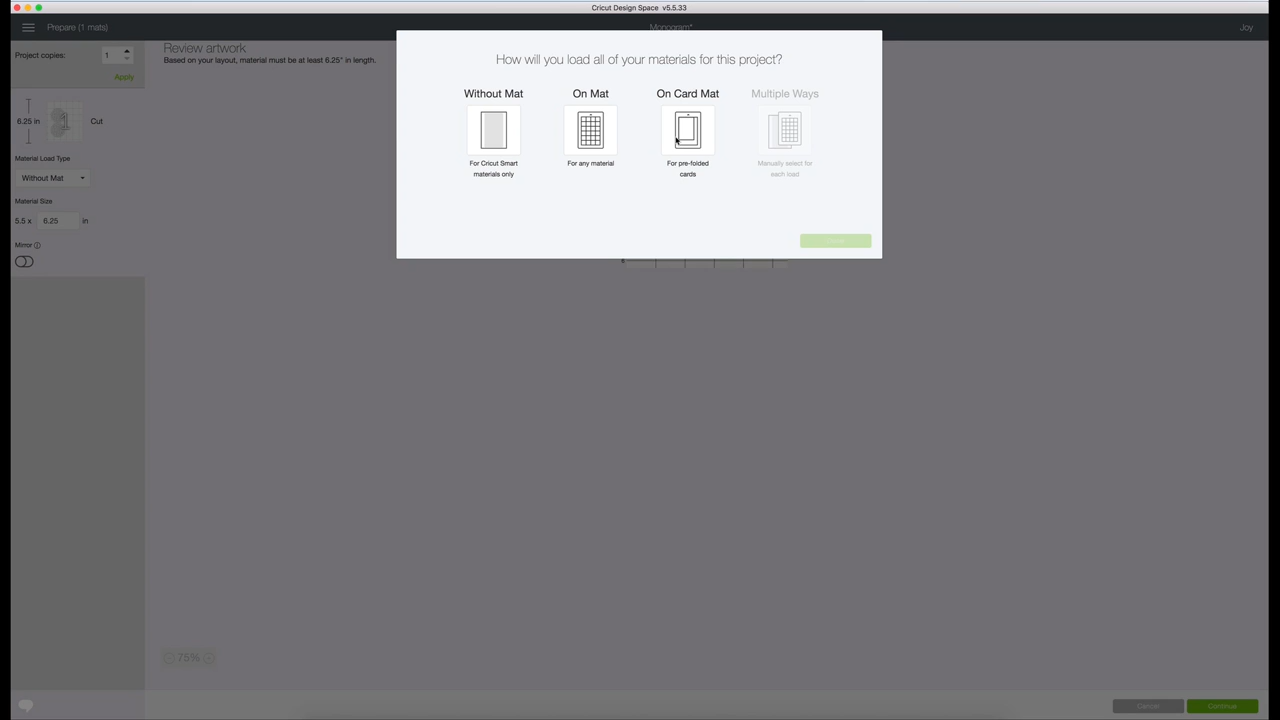 Cricut Design Space v5.5.33
Prepare (1 mats)
Monogram*
Joy
Project copies: 1
Apply
Review artwork
Based on your layout, material must be at least 6.25" in length.
6.25 in
Cut
Material Load Type
Without Mat
Material Size
5.5 x 6.25 in
Mirror
How will you load all of your materials for this project?
Without Mat
For Cricut Smart
materials only
On Mat
For any material
On Card Mat
For pre-folded
cards
Multiple Ways
Manually select for
each load
75%
Cancel
Continue